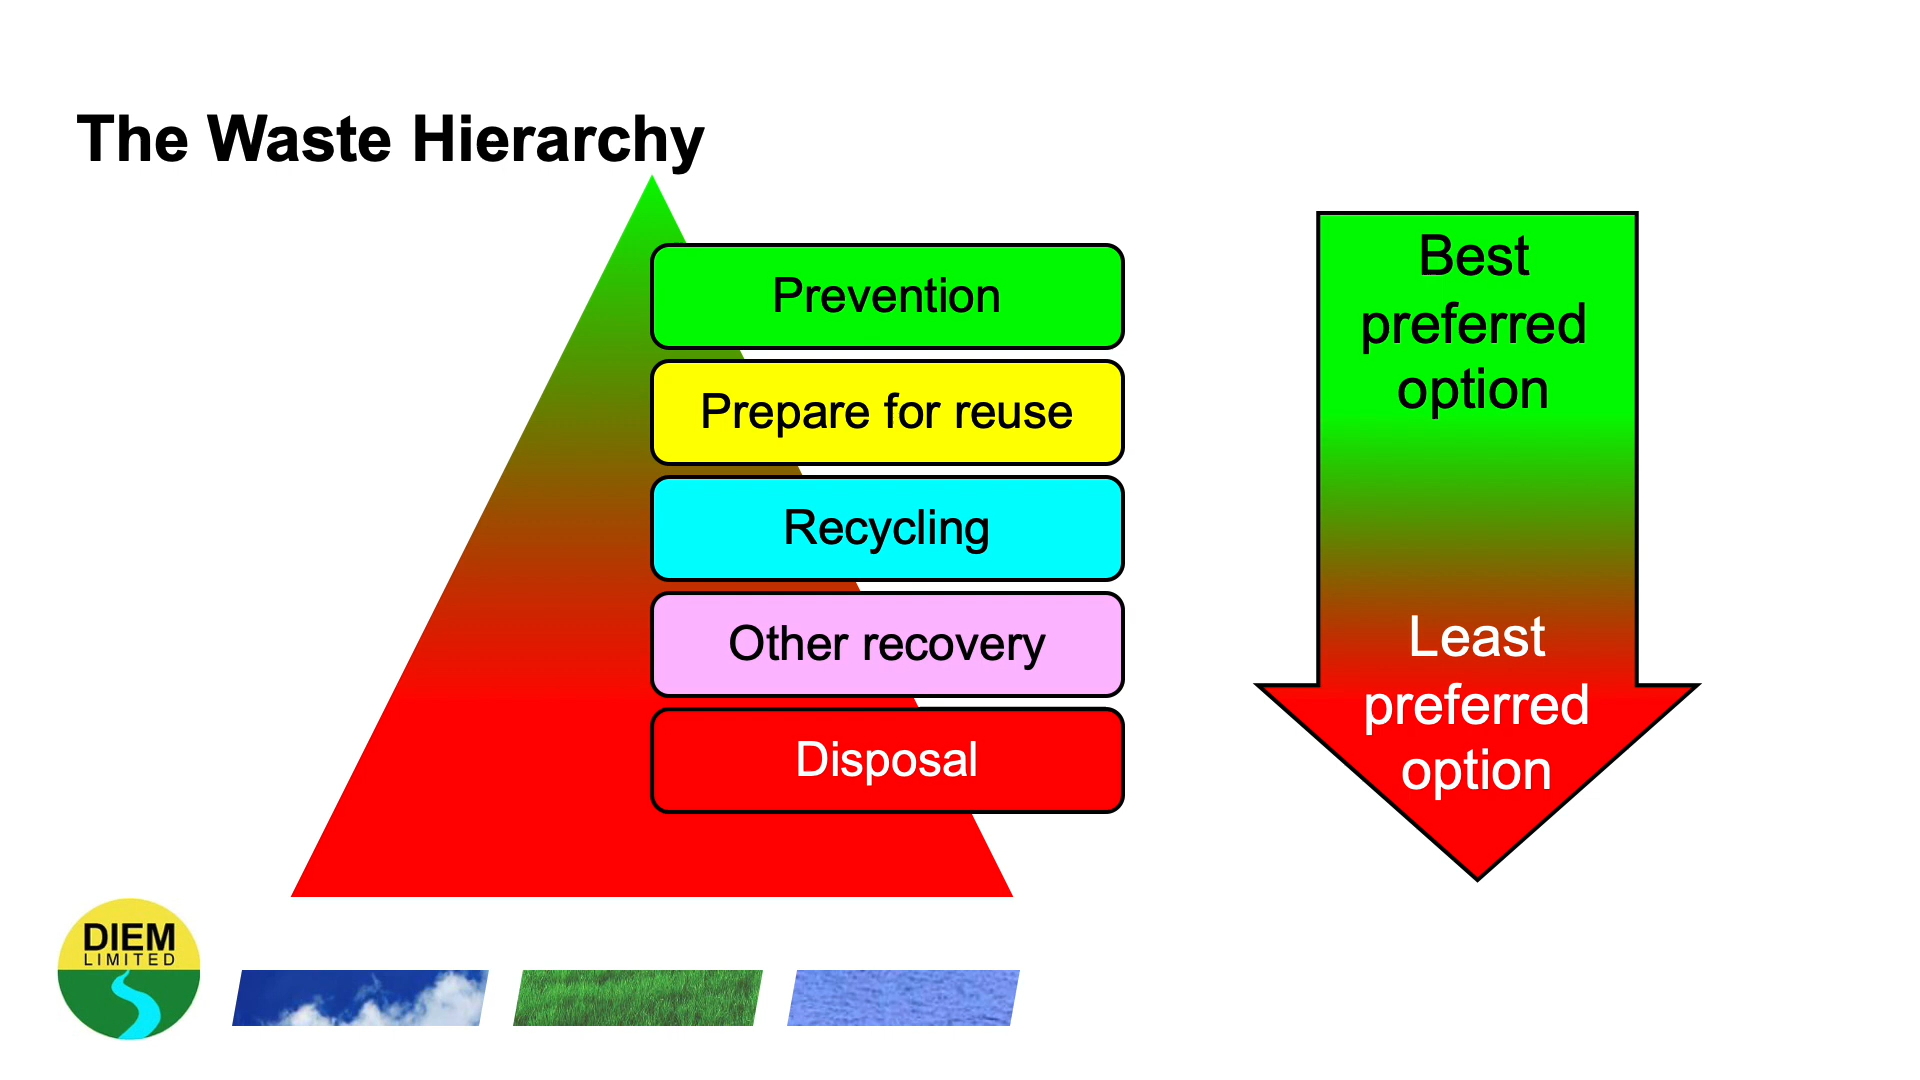 The Waste Hierarchy
Prevention
Prepare for reuse
Recycling
Other recovery
Disposal
Best
preferred
option
Least
preferred
option
DIEM
LIMITED